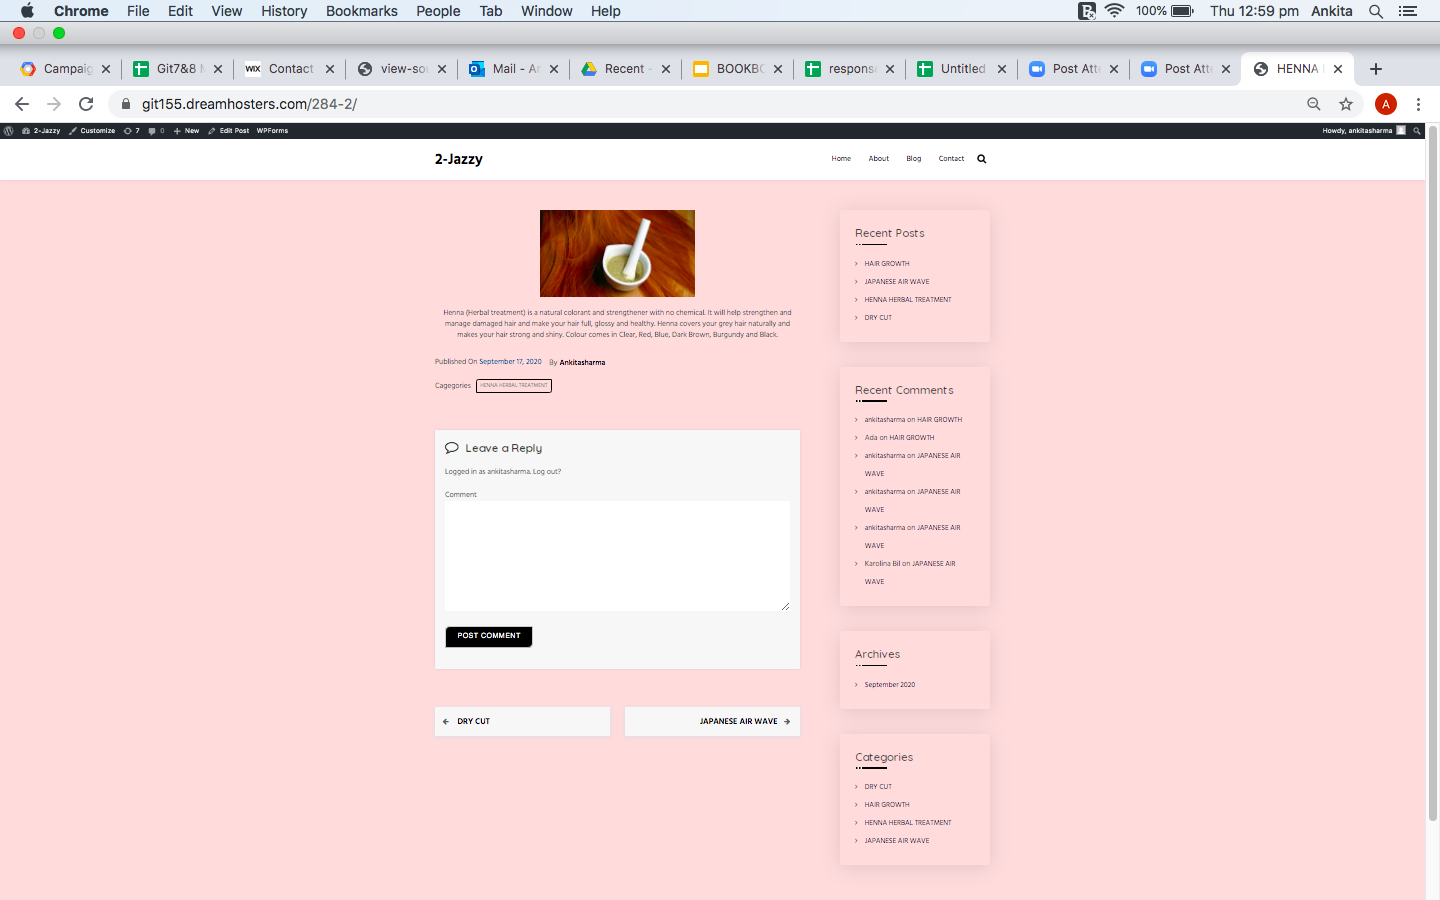 Chrome File Edit View History Bookmarks People Tab Window Help 100% Thu 12:59 pm Ankita
Campaig Git7&8 M WIX Contact view-sou Mail - An Recent - BOOKBO response Untitled Post Atte Post Atte HENNA
git155.dreamhosters.com/284-2/ A
2-Jazzy Customize 7 0 New Edit Post WPForms Howdy, ankitasharma
2-Jazzy
Home About Blog Contact
Henna (Herbal treatment) is a natural colorant and strengthener with no chemical. It will help strengthen and
manage damaged hair and make your hair full, glossy and healthy. Henna covers your grey hair naturally and
makes your hair strong and shiny. Colour comes in Clear, Red, Blue, Dark Brown, Burgundy and Black.
Published On September 17, 2020 By Ankitasharma
Cagegories HENNA HERBAL TREATMENT
Leave a Reply
Logged in as ankitasharma. Log out?
Comment
POST COMMENT
DRY CUT
JAPANESE AIR WAVE
Recent Posts
HAIR GROWTH
JAPANESE AIR WAVE
HENNA HERBAL TREATMENT
DRY CUT
Recent Comments
ankitasharma on HAIR GROWTH
Ada on HAIR GROWTH
ankitasharma on JAPANESE AIR
WAVE
ankitasharma on JAPANESE AIR
WAVE
ankitasharma on JAPANESE AIR
WAVE
Karolina Bil on JAPANESE AIR
WAVE
Archives
September 2020
Categories
DRY CUT
HAIR GROWTH
HENNA HERBAL TREATMENT
JAPANESE AIR WAVE